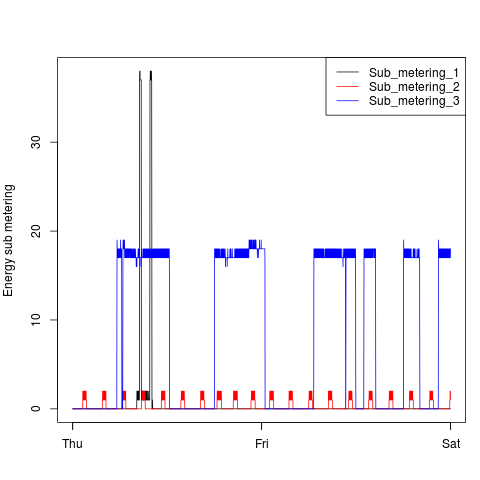 Sub_metering_1
Sub_metering_2
Sub_metering_3
Energy sub metering
30
20
10
0
Thu Fri Sat